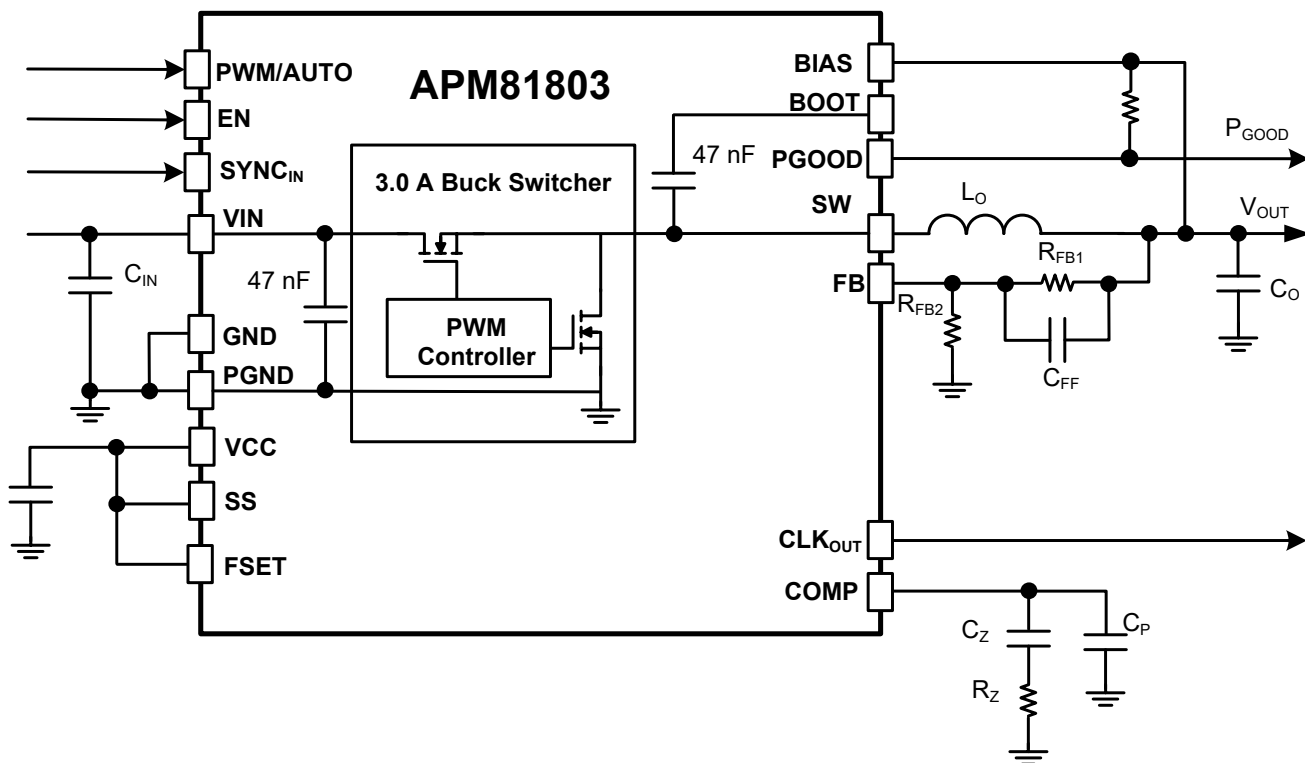 APM81803
PWM/AUTO
EN
SYNCIN
VIN
GND
PGND
VCC
SS
FSET
CIN
47 nF
3.0 A Buck Switcher
PWM
Controller
47 nF
BIAS
BOOT
PGOOD
SW
FB
CLKOUT
COMP
PGOOD
LO
VOUT
RFB1
RFB2
CFF
CO
CZ
CP
RZ